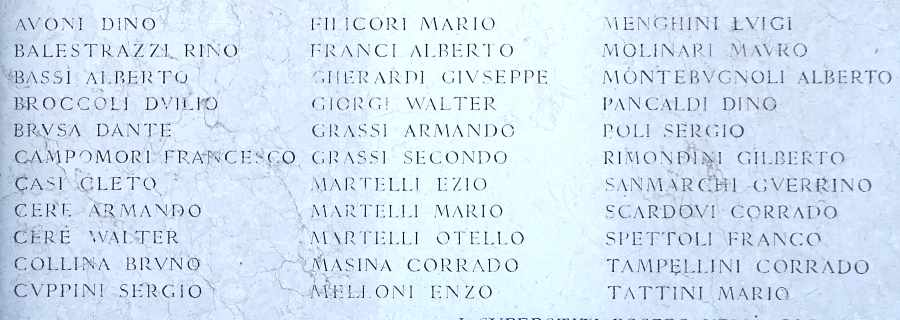 AVONI DINO
BALESTRAZZI RINO
BASSI ALBERTO
BROCCOLI DVILIO
BRVSA DANTE
CAMPOMORI FRANCESCO
CASI CLETO
CERE ARMANDO
CERÈ WALTER
COLLINA BRVNO
CVPPINI SERGIO
FILICORI MARIO
FRANCI ALBERTO
GHERARDI GIVSEPPE
GIORGI WALTER
GRASSI ARMANDO
GRASSI SECONDO
MARTELLI EZIO
MARTELLI MARIO
MARTELLI OTELLO
MASINA CORRADO
MELLONI ENZO
MENGHINI LVIGI
MOLINARI MAVRO
MONTEBVGNOLI ALBERTO
PANCALDI DINO
POLI SERGIO
RIMONDINI GILBERTO
SANMARCHI GVERRINO
SCARDOVI CORRADO
SPETTOLI FRANCO
TAMPELLINI CORRADO
TATTINI MARIO